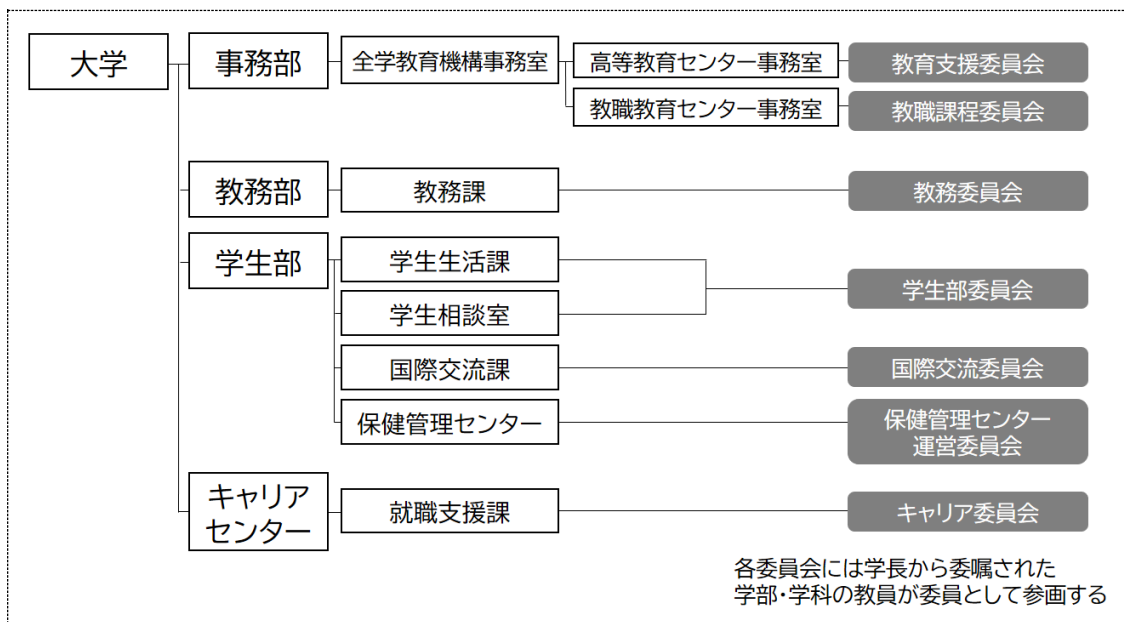 大学
事務部
全学教育機構事務室
高等教育センター事務室
教育支援委員会
教職教育センター事務室
教職課程委員会
教務部
教務課
教務委員会
学生部
学生生活課
学生相談室
学生部委員会
国際交流課
国際交流委員会
保健管理センター
保健管理センター
運営委員会
キャリア
センター
就職支援課
キャリア委員会
各委員会には学長から委嘱された
学部・学科の教員が委員として参画する